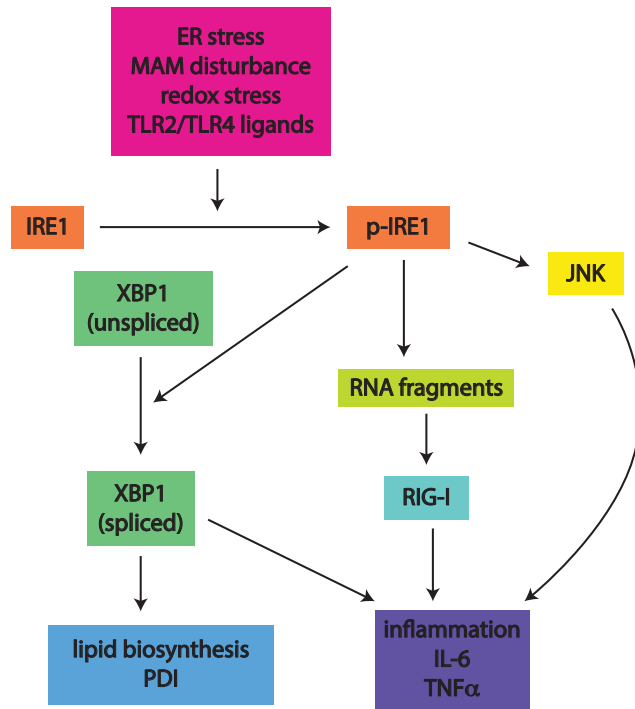 ER stress
MAM disturbance
redox stress
TLR2/TLR4 ligands
IRE1
p-IRE1
JNK
XBP1
(unspliced)
RNA fragments
XBP1
(spliced)
RIG-I
lipid biosynthesis
PDI
inflammation
IL-6
TNFα